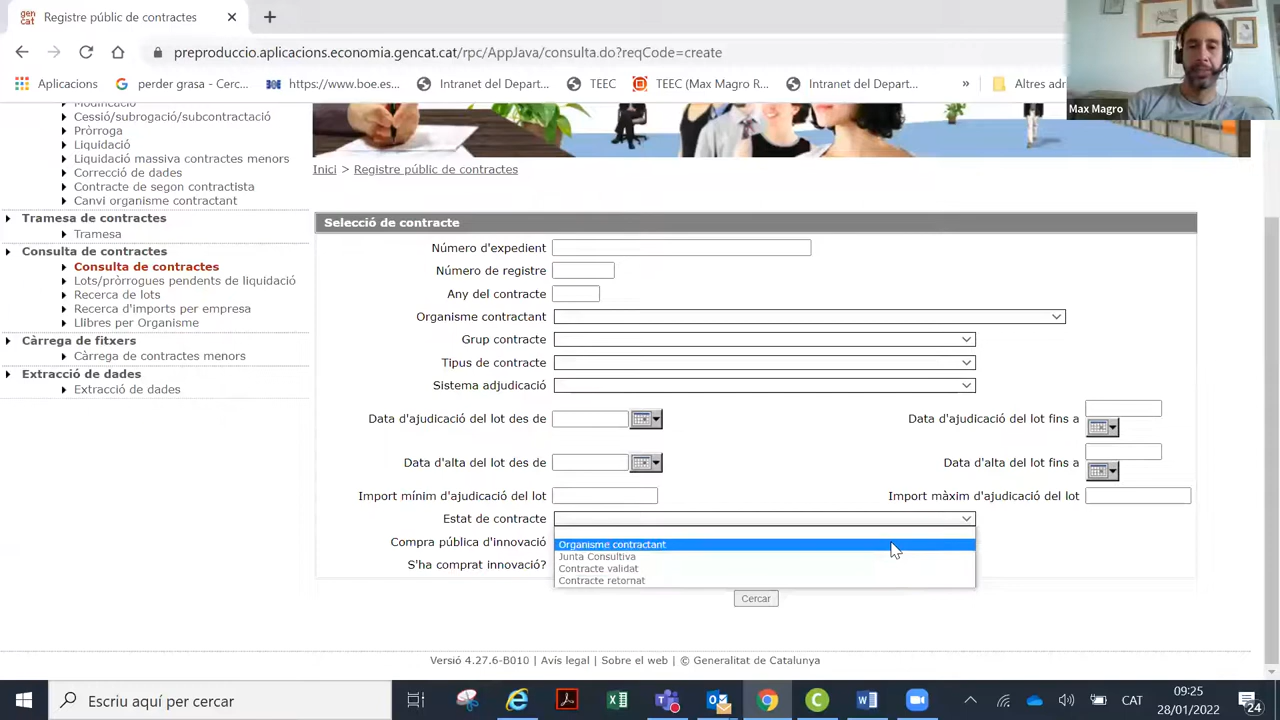 gen cat Registre públic de contractes
preproduccio.aplicacions.economia.gencat.cat/rpc/AppJava/consulta.do?reqCode=create
Aplicacions
perder grasa - Cerc...
https://www.boe.es...
Intranet del Depart...
TEEC
TEEC (Max Magro R...
Intranet del Depart...
»
Altres adr
Max Magro
Modificació
Cessió/subrogació/subcontractació
Pròrroga
Liquidació
Liquidació massiva contractes menors
Correcció de dades
Contracte de segon contractista
Canvi organisme contractant
Tramesa de contractes
Tramesa
Consulta de contractes
Consulta de contractes
Lots/pròrrogues pendents de liquidació
Recerca de lots
Recerca d'imports per empresa
Llibres per Organisme
Càrrega de fitxers
Càrrega de contractes menors
Extracció de dades
Extracció de dades
Inici > Registre públic de contractes
Selecció de contracte
Número d'expedient
Número de registre
Any del contracte
Organisme contractant
Grup contracte
Tipus de contracte
Sistema adjudicació
Data d'ajudicació del lot des de
Data d'ajudicació del lot fins a
Data d'alta del lot des de
Data d'alta del lot fins a
Import mínim d'ajudicació del lot
Import màxim d'ajudicació del lot
Estat de contracte
Compra pública d'innovació
S'ha comprat innovació?
Organisme contractant
Junta Consultiva
Contracte validat
Contracte retornat
Cercar
Versió 4.27.6-B010 | Avís legal | Sobre el web | © Generalitat de Catalunya
Escriu aquí per cercar
CAT
09:25
28/01/2022
24